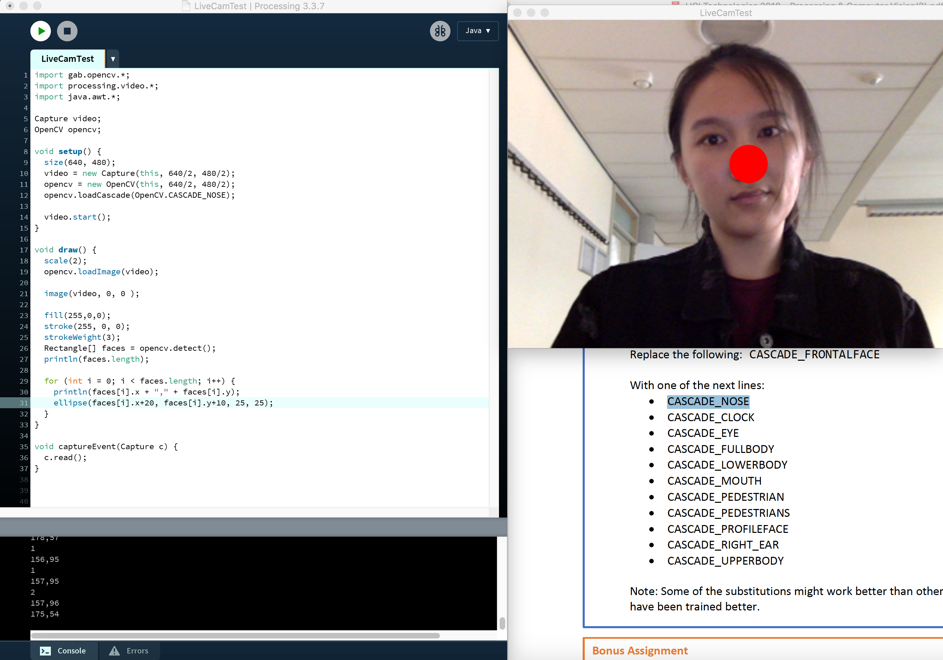 LiveCamTest | Processing 3.3.7
Java ▼
LiveCamTest ▼
1 import gab.opencv.*;
2 import processing.video.*;
3 import java.awt.*;
4
5 Capture video;
6 OpenCV opencv;
7
8 void setup() {
9 size(640, 480);
10 video = new Capture(this, 640/2, 480/2);
11 opencv = new OpenCV(this, 640/2, 480/2);
12 opencv.loadCascade(OpenCV.CASCADE_NOSE);
13
14 video.start();
15 }
16
17 void draw() {
18 scale(2);
19 opencv.loadImage(video);
20
21 image(video, 0, 0 );
22
23 fill(255,0,0);
24 stroke(255, 0, 0);
25 strokeWeight(3);
26 Rectangle[] faces = opencv.detect();
27 println(faces.length);
28
29 for (int i = 0; i < faces.length; i++) {
30 println(faces[i].x + "," + faces[i].y);
31 ellipse(faces[i].x+20, faces[i].y+10, 25, 25);
32 }
33 }
34
35 void captureEvent(Capture c) {
36 c.read();
37 }
38
39
40
178,57
1
156,95
1
157,95
2
157,96
175,54
Console Errors
LiveCamTest
Replace the following: CASCADE_FRONTALFACE
With one of the next lines:
• CASCADE_NOSE
• CASCADE_CLOCK
• CASCADE_EYE
• CASCADE_FULLBODY
• CASCADE_LOWERBODY
• CASCADE_MOUTH
• CASCADE_PEDESTRIAN
• CASCADE_PEDESTRIANS
• CASCADE_PROFILEFACE
• CASCADE_RIGHT_EAR
• CASCADE_UPPERBODY
Note: Some of the substitutions might work better than other
have been trained better.
Bonus Assignment